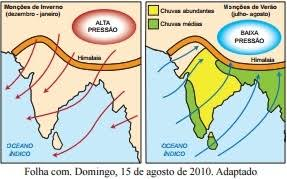 Monções de Inverno
(dezembro - janeiro)
ALTA
PRESSÃO
Himalaia
OCEANO
ÍNDICO
Chuvas abundantes
Chuvas médias
Monções de Verão
(julho- agosto)
BAIXA
PRESSÃO
Himalaia
OCEANO
ÍNDICO
Folha com. Domingo, 15 de agosto de 2010. Adaptado